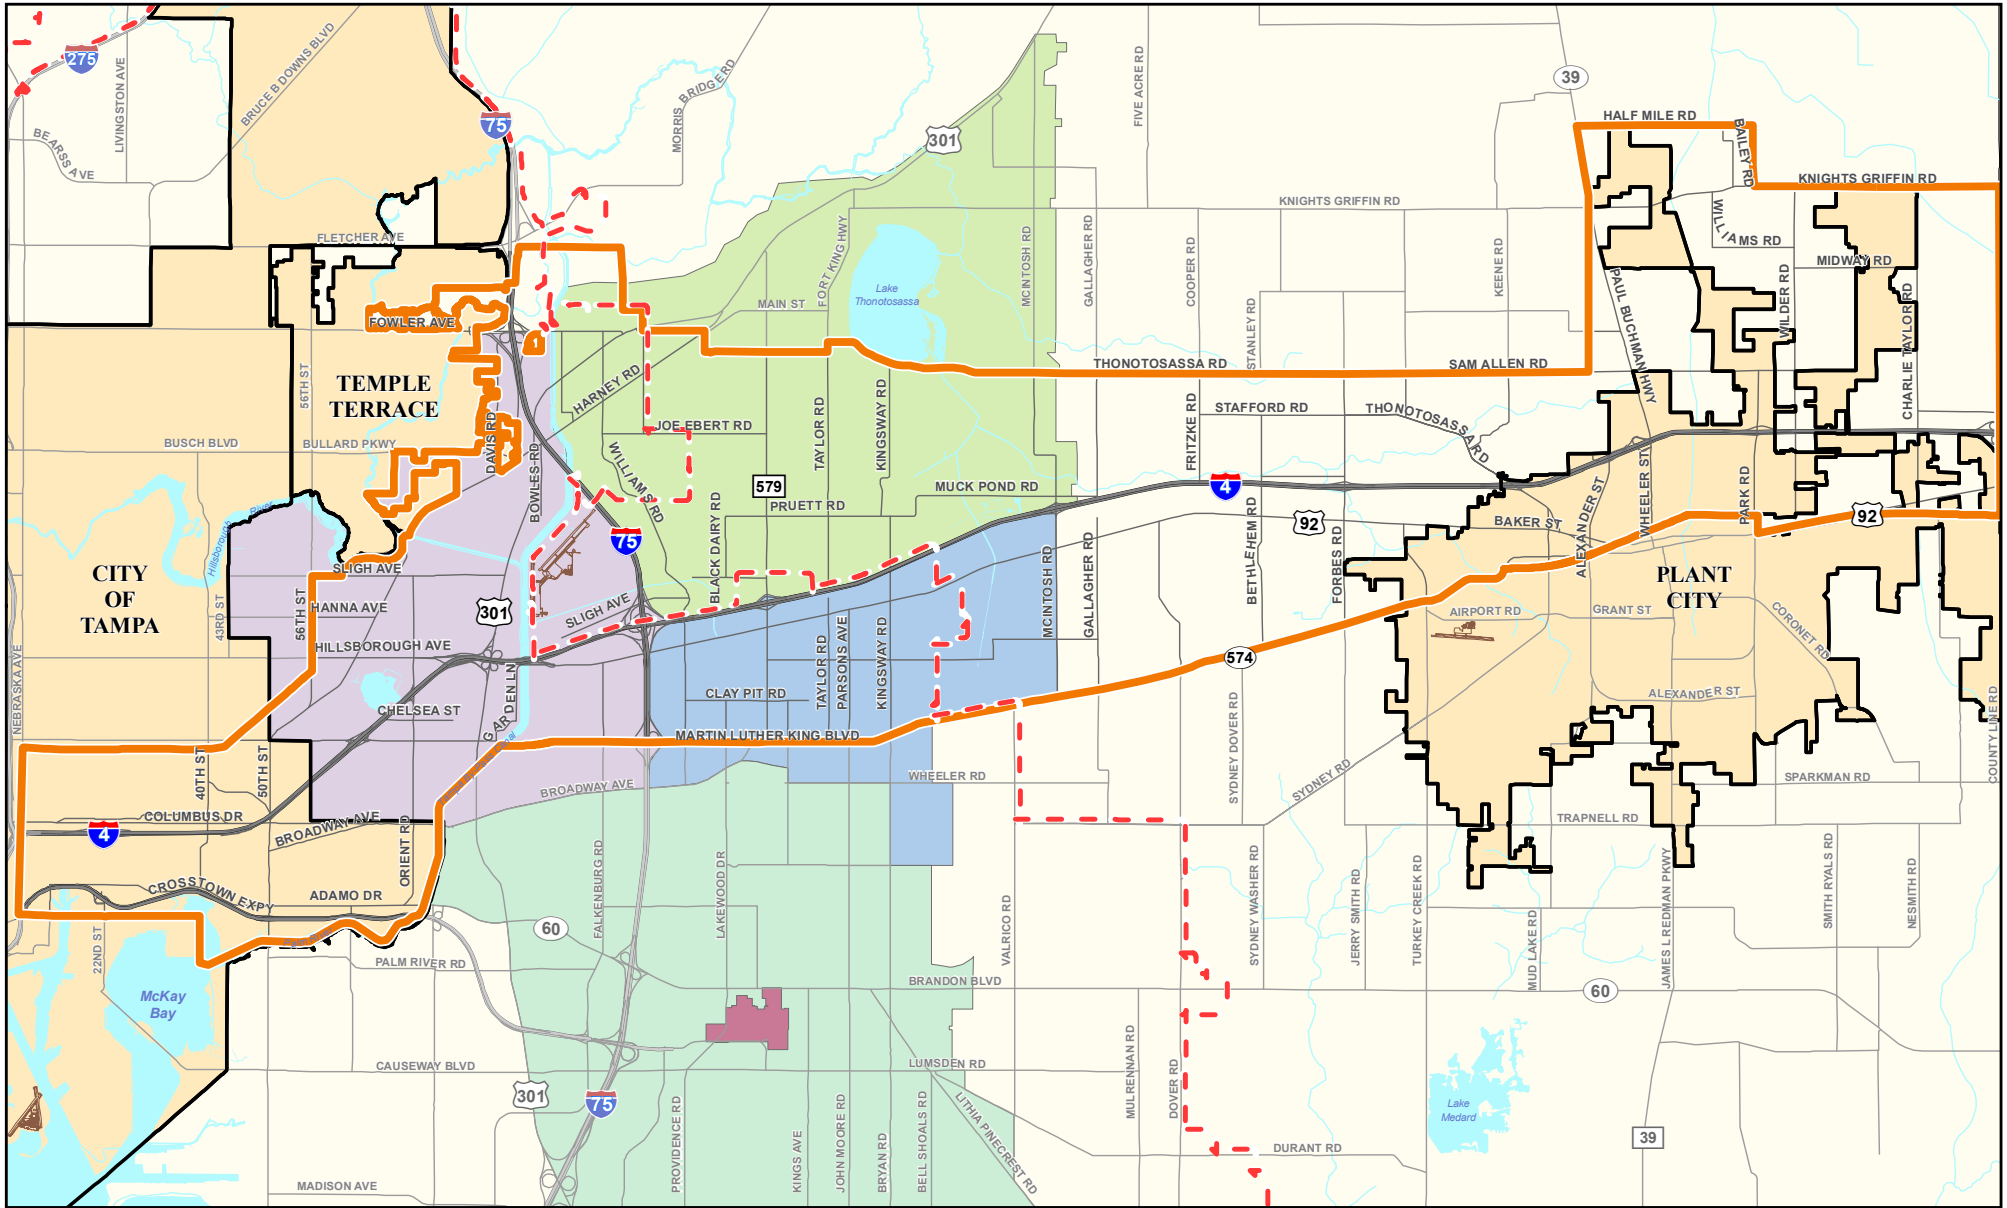 275
LIVINGSTON AVE
BRUCE B DOWNS BLVD
BEARSS AVE
75
MORRIS BRIDGE RD
301
FIVE ACRE RD
39
HALF MILE RD
BAILEY RD
KNIGHTS GRIFFIN RD
KNIGHTS GRIFFIN RD
WILLIAMS RD
MIDWAY RD
FLETCHER AVE
FORT KING HWY
MCINTOSH RD
GALLAGHER RD
COOPER RD
KEENE RD
PAUL BUCHMAN HWY
WILDER RD
CHARLIE TAYLOR RD
Lake
Thonotosassa
MAIN ST
FOWLER AVE
STANLEY RD
THONOTOSASSA RD
SAM ALLEN RD
56TH ST
TEMPLE
TERRACE
HARNEY RD
DAVIS RD
JOE EBERT RD
TAYLOR RD
KINGSWAY RD
FRITZKE RD
STAFFORD RD
THONOTOSASSA RD
BUSCH BLVD
BULLARD PKWY
BOWLES RD
WILLIAMS RD
579
PRUETT RD
MUCK POND RD
4
92
BAKER ST
ALEXANDER ST
WHEELER ST
PARK RD
92
Hillsborough River
75
BLACK DAIRY RD
BETHLEHEM RD
FORBES RD
MCINTOSH RD
GALLAGHER RD
SLIGH AVE
CITY
OF
TAMPA
43RD ST
56TH ST
HANNA AVE
301
SLIGH AVE
PLANT
CITY
AIRPORT RD
GRANT ST
CORONET RD
HILLSBOROUGH AVE
TAYLOR RD
PARSONS AVE
KINGSWAY RD
574
NEBRASKA AVE
CLAY PIT RD
CHELSEA ST
GARDEN LN
ALEXANDER ST
COUNTY LINE RD
MARTIN LUTHER KING BLVD
SYDNEY DOVER RD
SYDNEY RD
40TH ST
50TH ST
BROADWAY AVE
WHEELER RD
SPARKMAN RD
COLUMBUS DR
4
BROADWAY AVE
ORIENT RD
TRAPNELL RD
CROSSTOWN EXPY
ADAMO DR
FALKENBURG RD
LAKEWOOD DR
VALRICO RD
SYDNEY WASHER RD
JERRY SMITH RD
TURKEY CREEK RD
MUD LAKE RD
JAMES L REDMAN PKWY
SMITH RYALS RD
NESMITH RD
60
22ND ST
PALM RIVER RD
BRANDON BLVD
60
McKay
Bay
CAUSEWAY BLVD
LUMSDEN RD
301
75
PROVIDENCE RD
KINGS AVE
JOHN MOORE RD
BRYAN RD
BELL SHOALS RD
LITHIA PINECREST RD
MULRENNAN RD
DOVER RD
Lake
Medard
DURANT RD
39
MADISON AVE